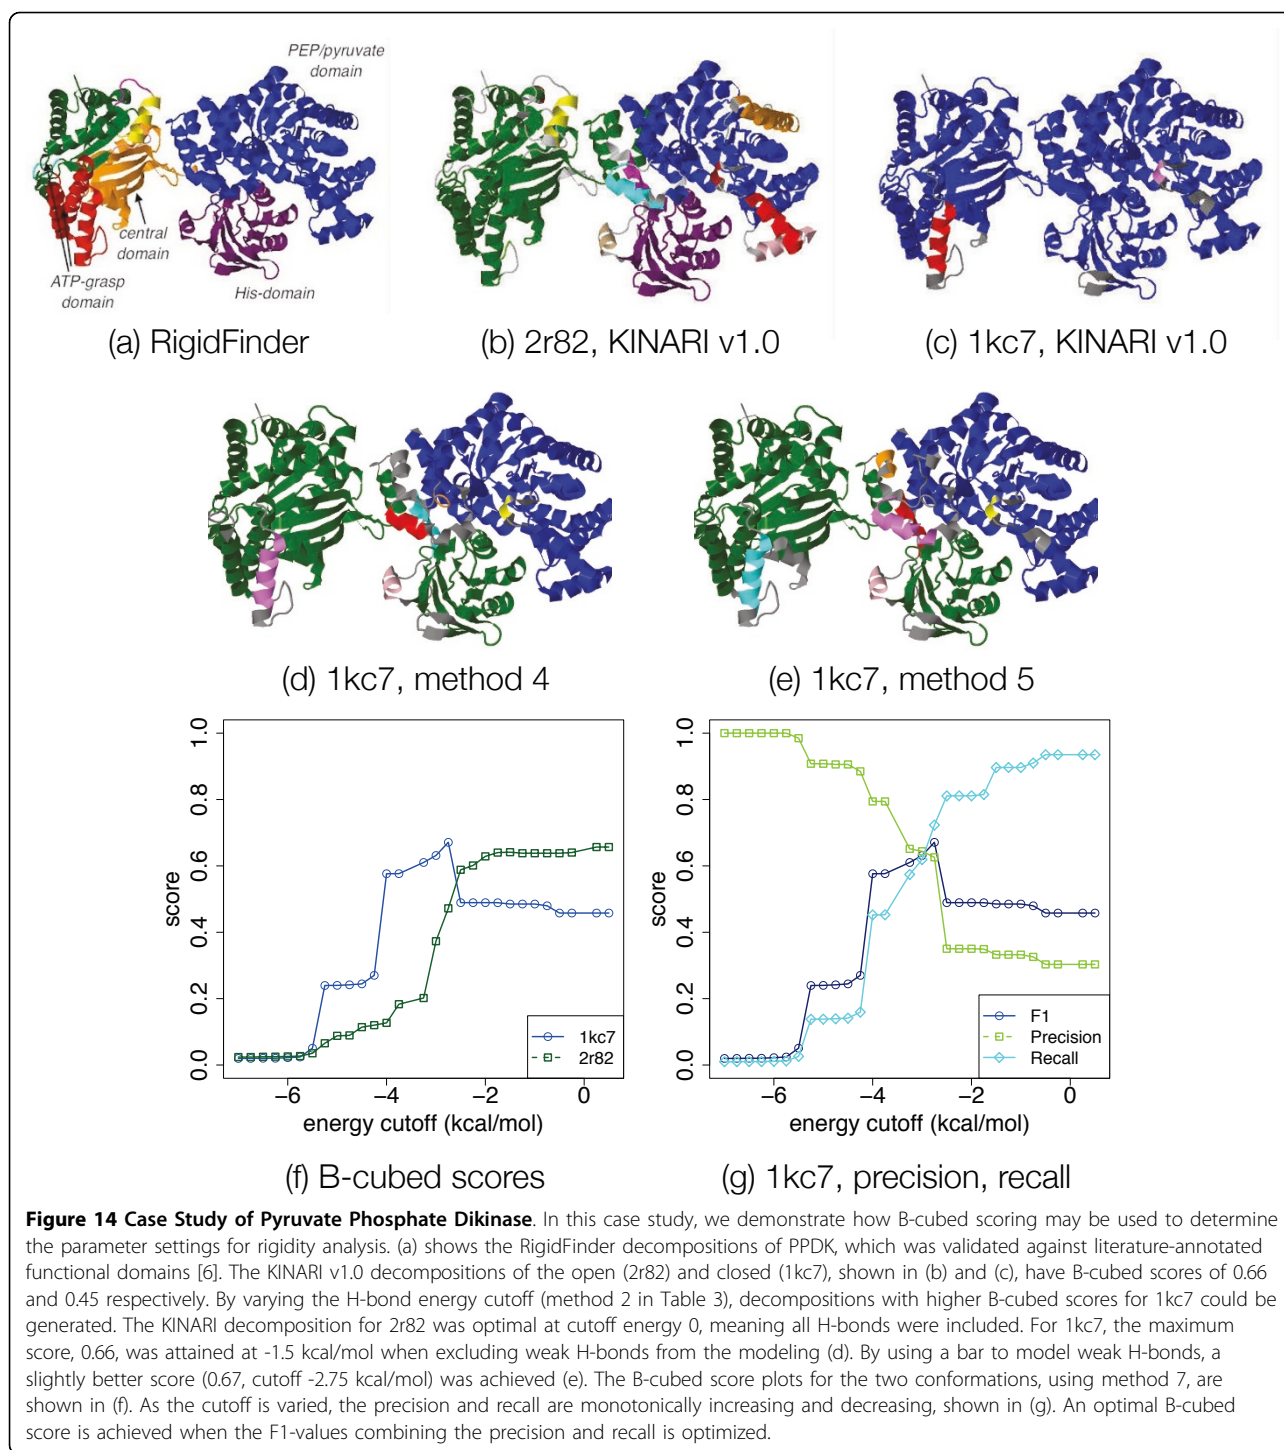 PEP/pyruvate
domain
central
domain
ATP-grasp
domain
His-domain
(a) RigidFinder
(b) 2r82, KINARI v1.0
(c) 1kc7, KINARI v1.0
(d) 1kc7, method 4
(e) 1kc7, method 5
score
1.0
0.8
0.6
0.4
0.2
0.0
1kc7
2r82
−6 −4 −2 0
energy cutoff (kcal/mol)
(f) B-cubed scores
score
1.0
0.8
0.6
0.4
0.2
0.0
F1
Precision
Recall
−6 −4 −2 0
energy cutoff (kcal/mol)
(g) 1kc7, precision, recall
Figure 14 Case Study of Pyruvate Phosphate Dikinase. In this case study, we demonstrate how B-cubed scoring may be used to determine
the parameter settings for rigidity analysis. (a) shows the RigidFinder decompositions of PPDK, which was validated against literature-annotated
functional domains [6]. The KINARI v1.0 decompositions of the open (2r82) and closed (1kc7), shown in (b) and (c), have B-cubed scores of 0.66
and 0.45 respectively. By varying the H-bond energy cutoff (method 2 in Table 3), decompositions with higher B-cubed scores for 1kc7 could be
generated. The KINARI decomposition for 2r82 was optimal at cutoff energy 0, meaning all H-bonds were included. For 1kc7, the maximum
score, 0.66, was attained at -1.5 kcal/mol when excluding weak H-bonds from the modeling (d). By using a bar to model weak H-bonds, a
slightly better score (0.67, cutoff -2.75 kcal/mol) was achieved (e). The B-cubed score plots for the two conformations, using method 7, are
shown in (f). As the cutoff is varied, the precision and recall are monotonically increasing and decreasing, shown in (g). An optimal B-cubed
score is achieved when the F1-values combining the precision and recall is optimized.